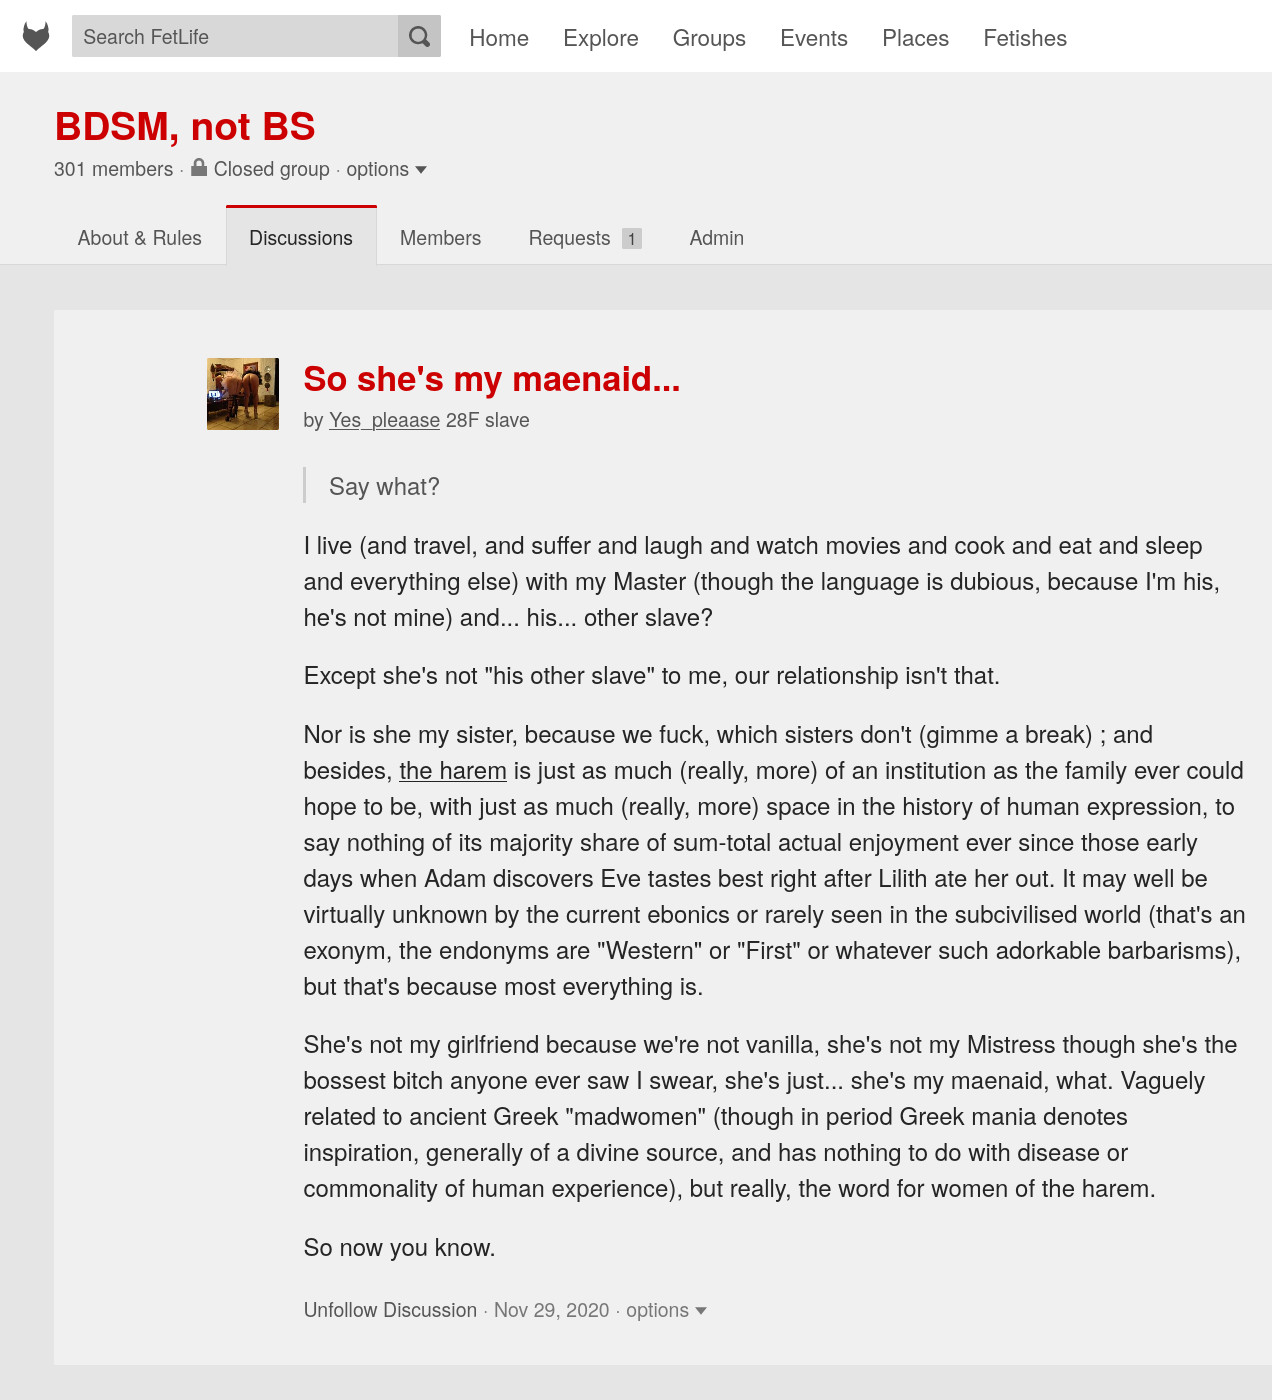 Search FetLife
Home Explore Groups Events Places Fetishes
BDSM, not BS
301 members · Closed group · options
About & Rules Discussions Members Requests 1 Admin
So she's my maenaid...
by Yes_pleaase 28F slave
Say what?
I live (and travel, and suffer and laugh and watch movies and cook and eat and sleep
and everything else) with my Master (though the language is dubious, because I'm his,
he's not mine) and... his... other slave?
Except she's not "his other slave" to me, our relationship isn't that.
Nor is she my sister, because we fuck, which sisters don't (gimme a break) ; and
besides, the harem is just as much (really, more) of an institution as the family ever could
hope to be, with just as much (really, more) space in the history of human expression, to
say nothing of its majority share of sum-total actual enjoyment ever since those early
days when Adam discovers Eve tastes best right after Lilith ate her out. It may well be
virtually unknown by the current ebonics or rarely seen in the subcivilised world (that's an
exonym, the endonyms are "Western" or "First" or whatever such adorkable barbarisms),
but that's because most everything is.
She's not my girlfriend because we're not vanilla, she's not my Mistress though she's the
bossest bitch anyone ever saw I swear, she's just... she's my maenaid, what. Vaguely
related to ancient Greek "madwomen" (though in period Greek mania denotes
inspiration, generally of a divine source, and has nothing to do with disease or
commonality of human experience), but really, the word for women of the harem.
So now you know.
Unfollow Discussion · Nov 29, 2020 · options